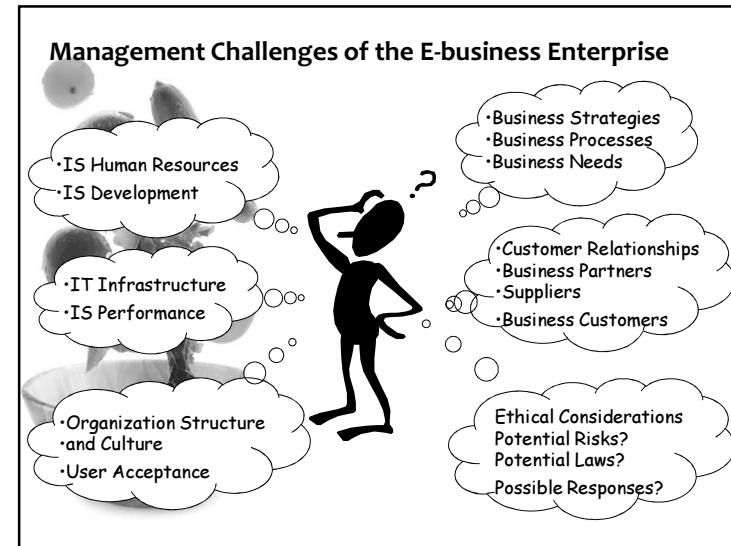 Management Challenges of the E-business Enterprise
•IS Human Resources
•IS Development
•IT Infrastructure
•IS Performance
•Organization Structure
•and Culture
•User Acceptance
?
•Business Strategies
•Business Processes
•Business Needs
•Customer Relationships
•Business Partners
•Suppliers
•Business Customers
Ethical Considerations
Potential Risks?
Potential Laws?
Possible Responses?